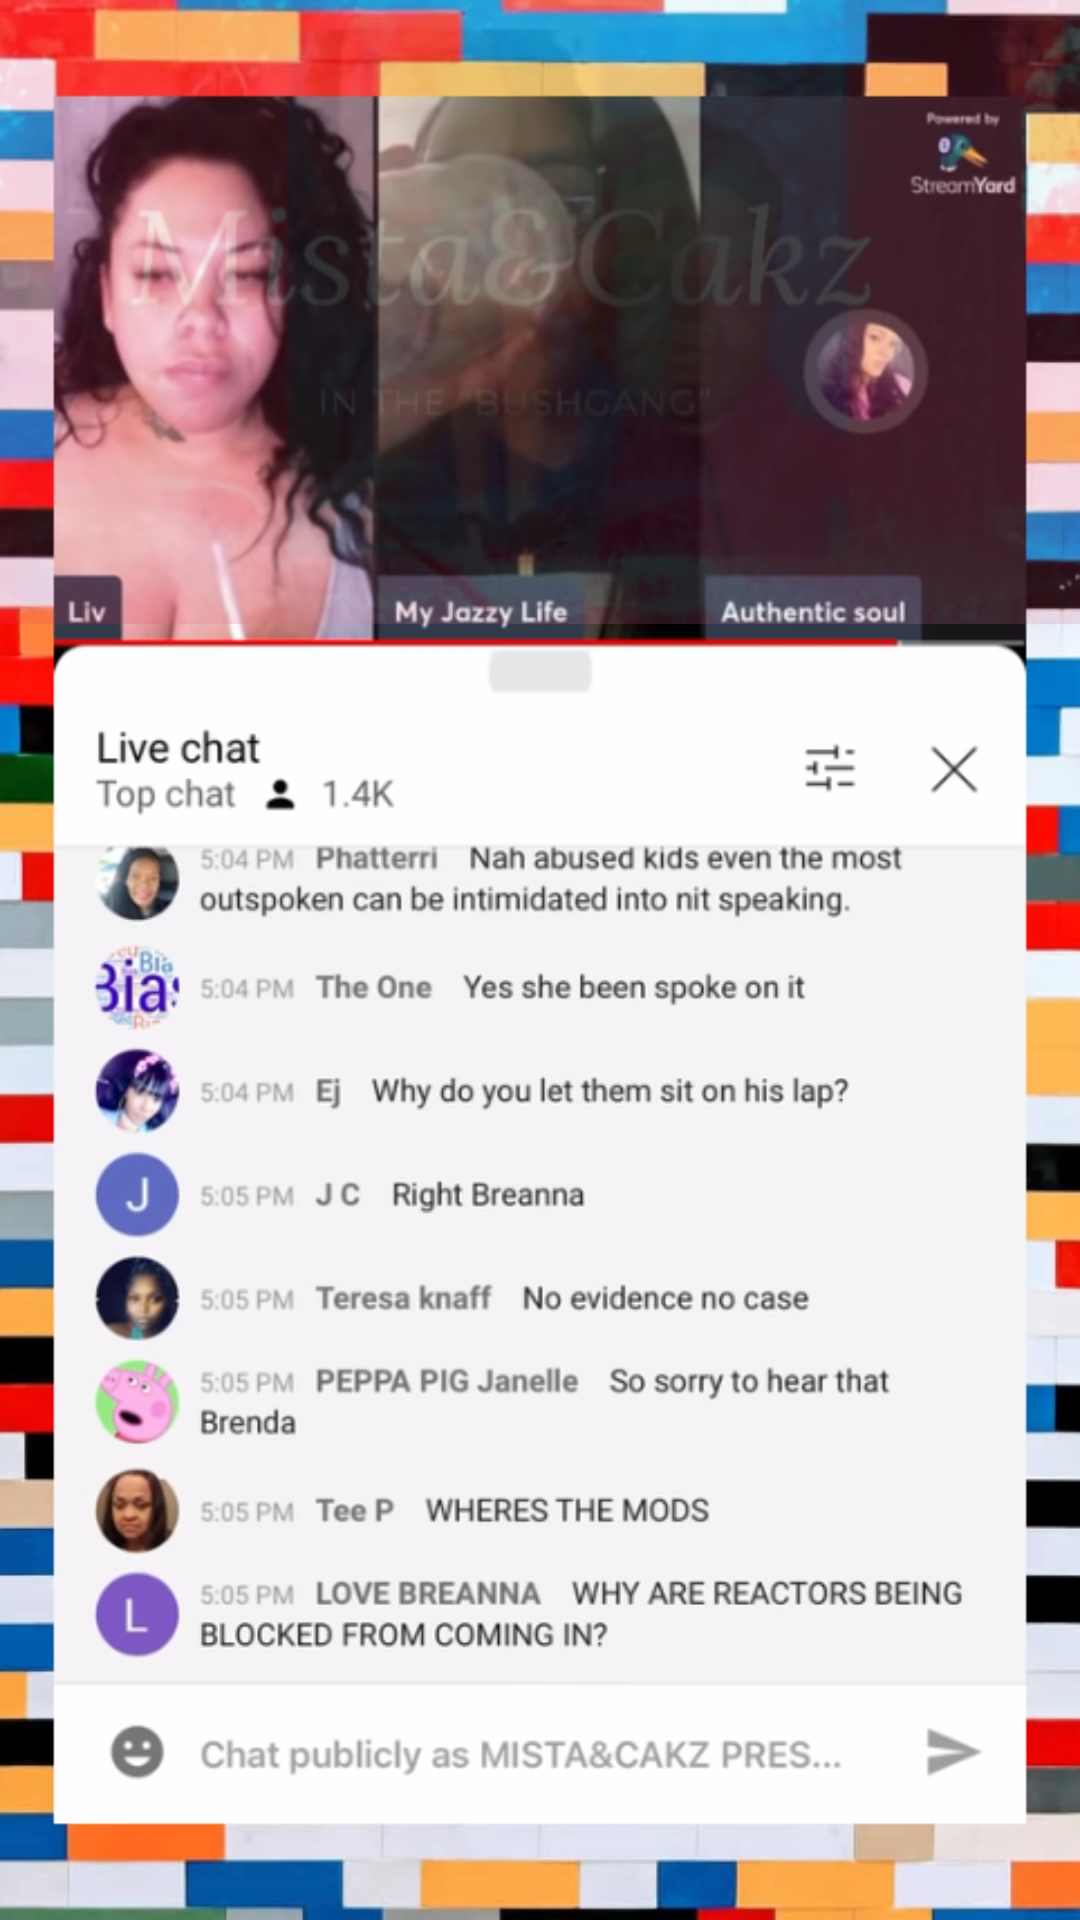 Powered by
StreamYard
Mista&Cakz
IN THE "BUSHGANG"
Liv
My Jazzy Life
Authentic soul
Live chat
Top chat 1.4K
5:04 PM Phatterri Nah abused kids even the most
outspoken can be intimidated into nit speaking.
5:04 PM The One Yes she been spoke on it
5:04 PM Ej Why do you let them sit on his lap?
J
5:05 PM J C Right Breanna
5:05 PM Teresa knaff No evidence no case
5:05 PM PEPPA PIG Janelle So sorry to hear that
Brenda
5:05 PM Tee P WHERES THE MODS
L
5:05 PM LOVE BREANNA WHY ARE REACTORS BEING
BLOCKED FROM COMING IN?
Chat publicly as MISTA&CAKZ PRES...